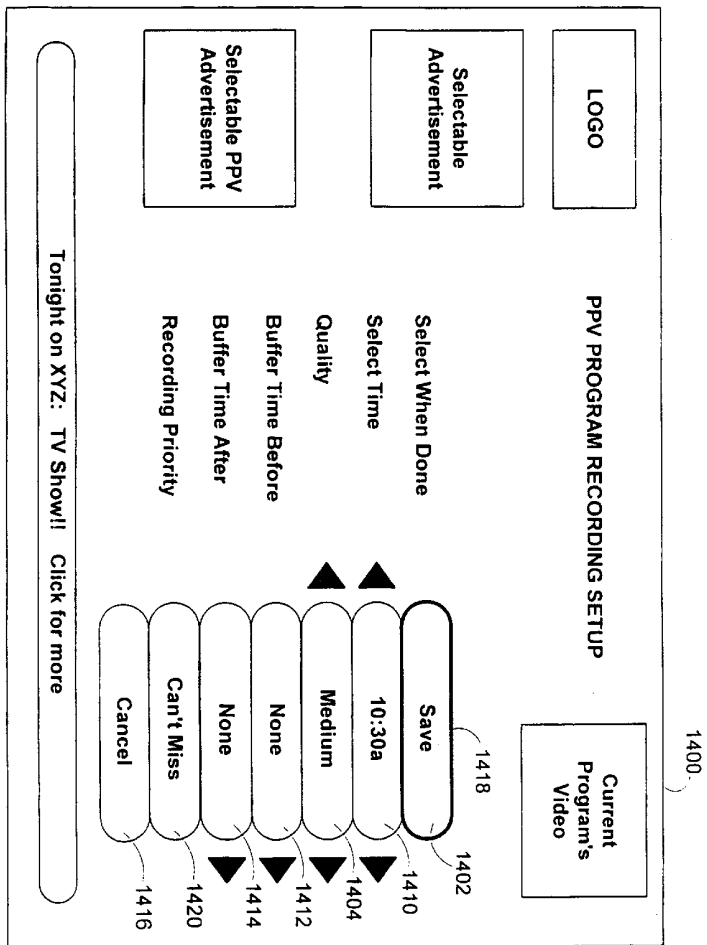 1400
LOGO
PPV PROGRAM RECORDING SETUP
Current
Program's
Video
Selectable
Advertisement
Selectable PPV
Advertisement
1418
Select When Done
Save
1402
Select Time
10:30a
1410
Quality
Medium
1404
Buffer Time Before
None
1412
Buffer Time After
None
1414
Recording Priority
Can't Miss
1420
Cancel
1416
Tonight on XYZ: TV Show!! Click for more